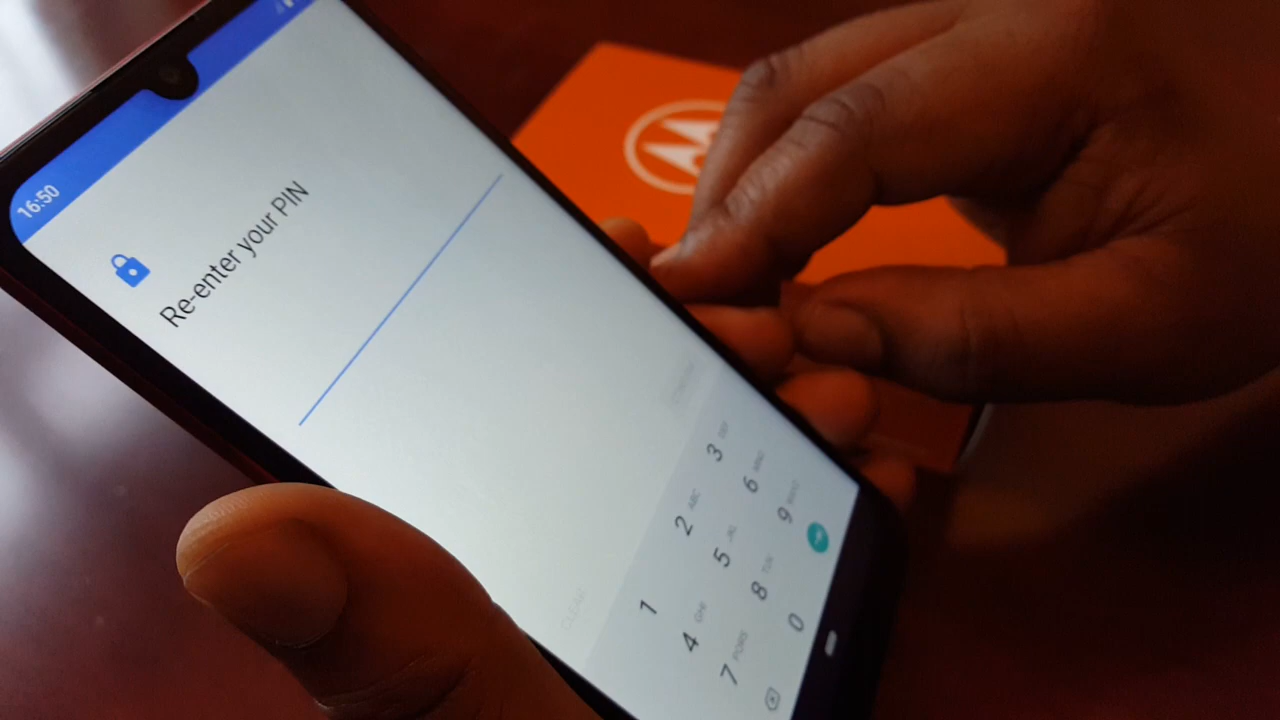 16:50
Re-enter your PIN
CLEAR
1
2 ABC
3 DEF
4 GHI
5 JKL
6 MNO
7 PQRS
8 TUV
9 WXYZ
0